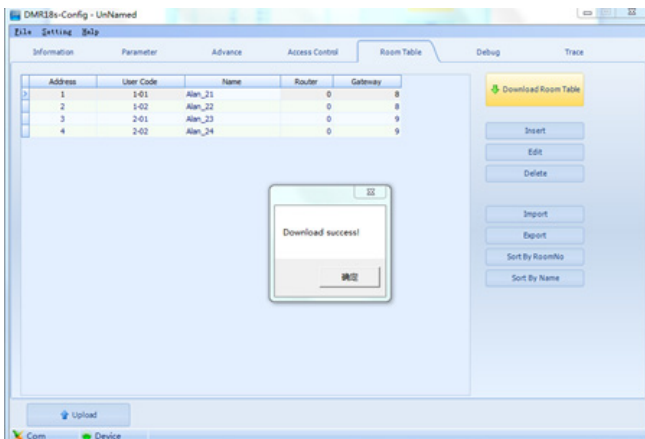 DMR18s-Config - UnNamed
File Setting Help
Information Parameter Advance Access Control Room Table Debug Trace
Address User Code Name Router Gateway
1 1-01 Alan_21 0 8
2 1-02 Alan_22 0 8
3 2-01 Alan_23 0 9
4 2-02 Alan_24 0 9
Download Room Table
Insert
Edit
Delete
Download success!
确定
Import
Export
Sort By RoomNo
Sort By Name
Upload
Com Device